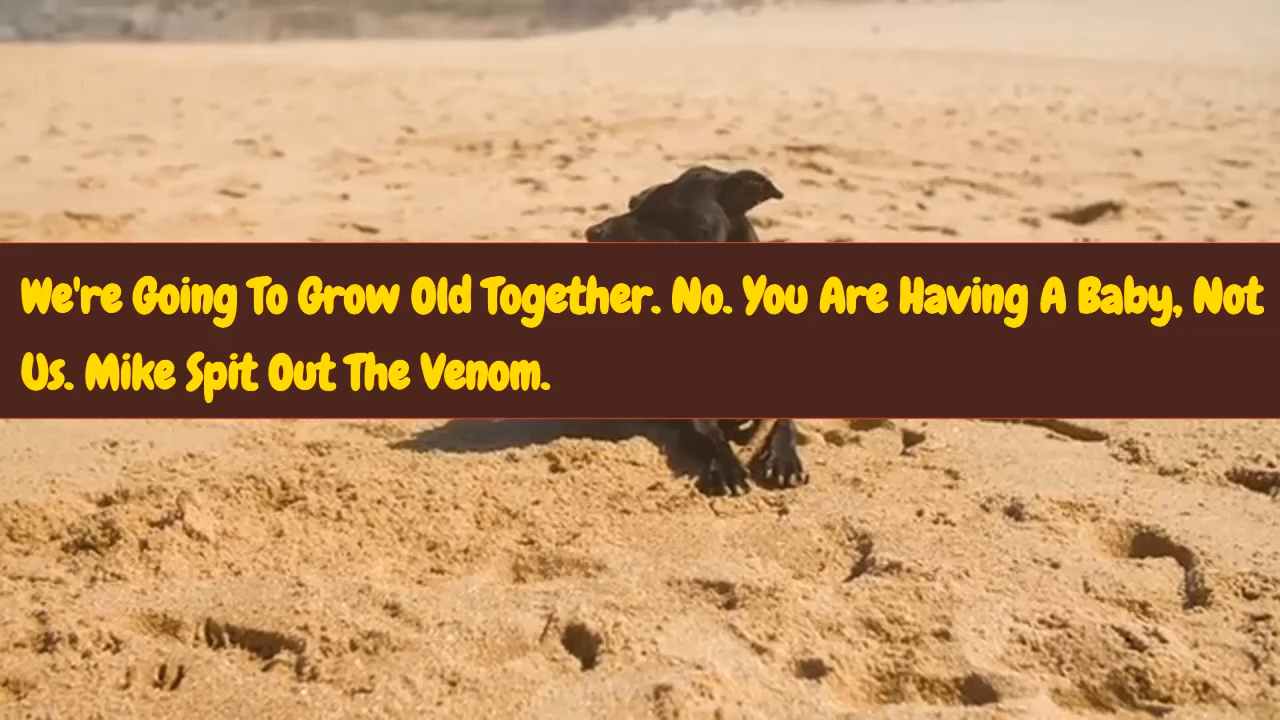 We're Going To Grow Old Together. No. You Are Having A Baby, Not
Us. Mike Spit Out The Venom.